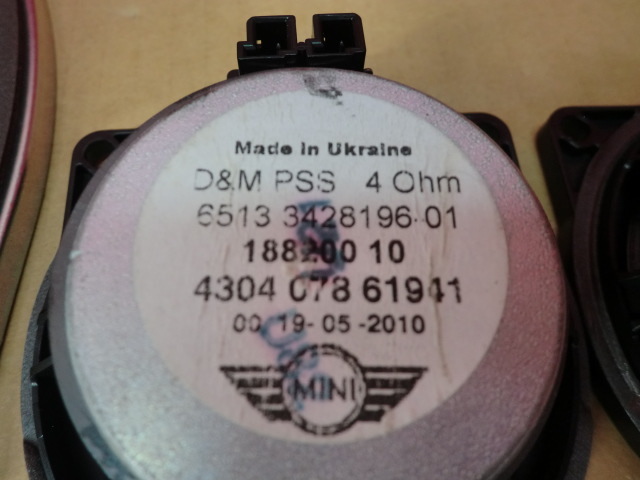 Made in Ukraine
D&M PSS 4 Ohm
6513 3428196-01
188200 10
4304 078 61941
00 19-05-2010
MINI